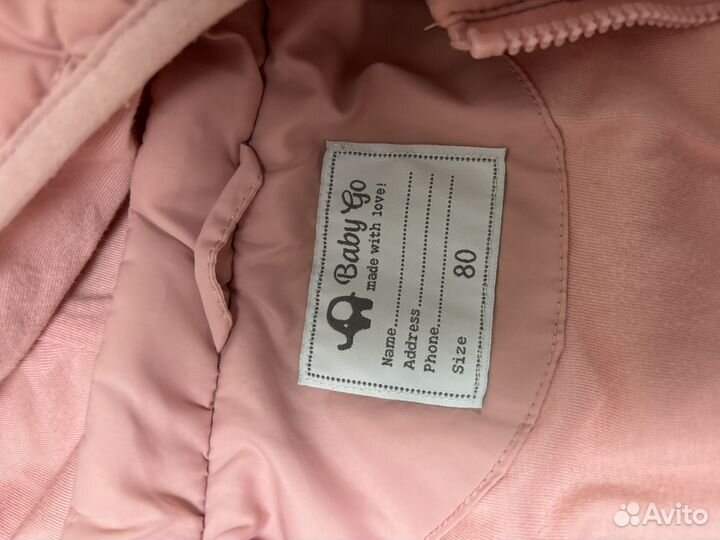 Baby Go
made with love!
Name..................
Address..................
Phone..................
Size 80
Avito